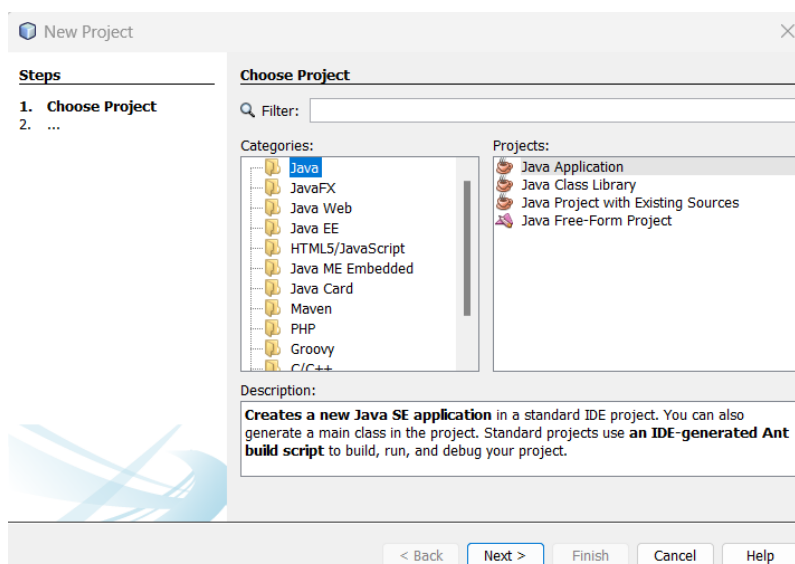 New Project
Steps
1. Choose Project
2. ...
Choose Project
Filter:
Categories:
Java
JavaFX
Java Web
Java EE
HTML5/JavaScript
Java ME Embedded
Java Card
Maven
PHP
Groovy
C/C++
Projects:
Java Application
Java Class Library
Java Project with Existing Sources
Java Free-Form Project
Description:
Creates a new Java SE application in a standard IDE project. You can also
generate a main class in the project. Standard projects use an IDE-generated Ant
build script to build, run, and debug your project.
< Back Next > Finish Cancel Help